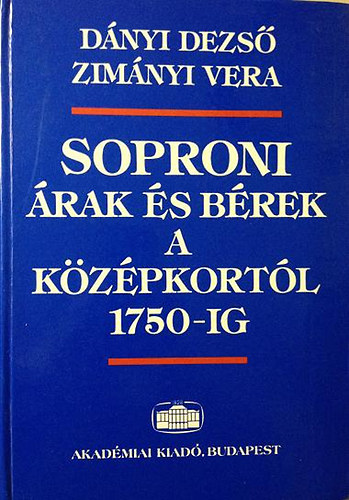 DÁNYI DEZSŐ
ZIMÁNYI VERA
SOPRONI
ÁRAK ÉS BÉREK
A
KÖZÉPKORTÓL
1750-IG
AKADÉMIAI KIADÓ, BUDAPEST